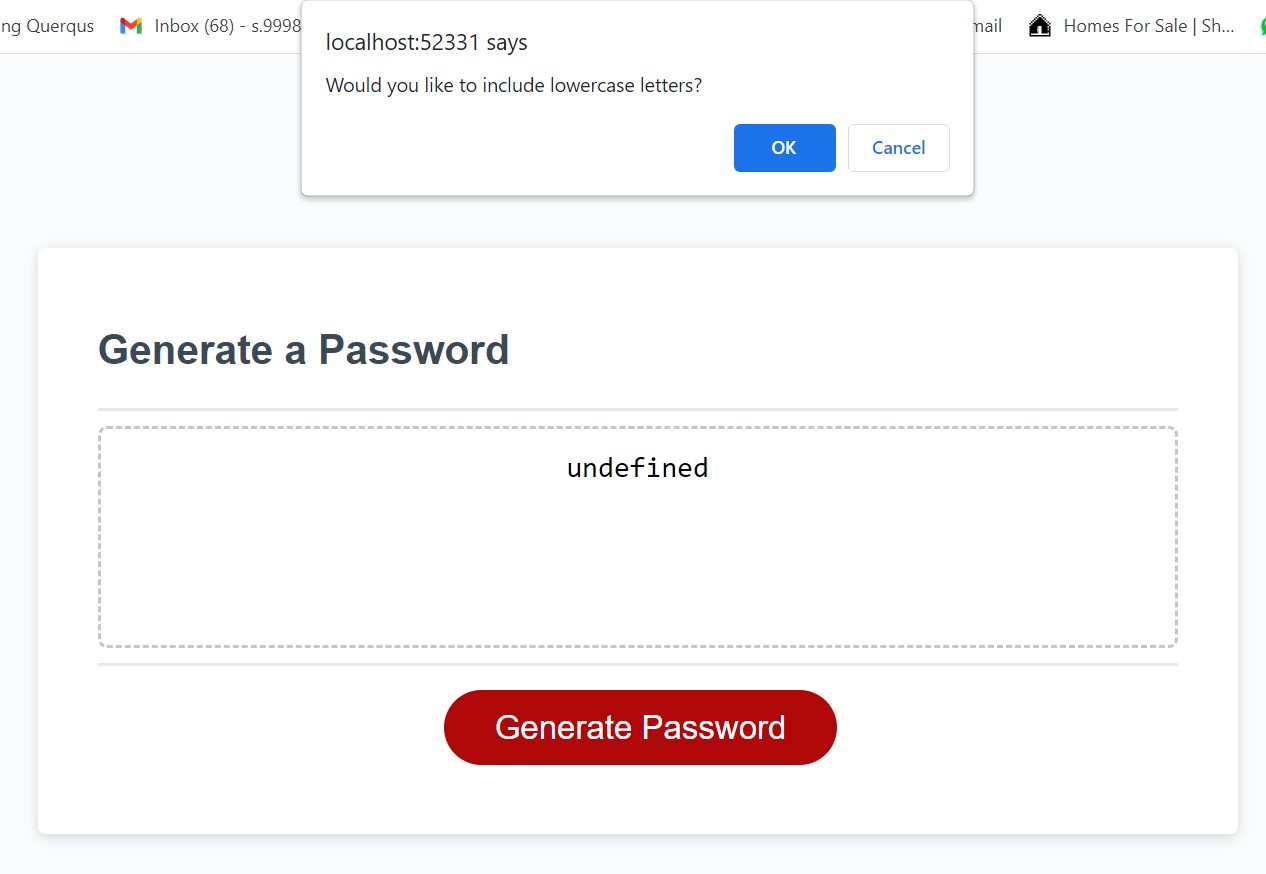 ng Querqus Inbox (68) - s.9998 mail Homes For Sale | Sh...
localhost:52331 says
Would you like to include lowercase letters?
OK Cancel
Generate a Password
undefined
Generate Password